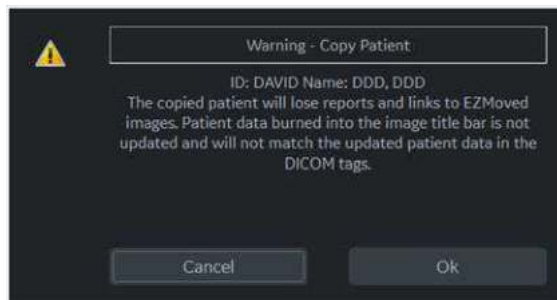 Warning - Copy Patient
ID: DAVID Name: DDD, DDD
The copied patient will lose reports and links to EZMoved
images. Patient data burned into the image title bar is not
updated and will not match the updated patient data in the
DICOM tags.
Cancel
Ok